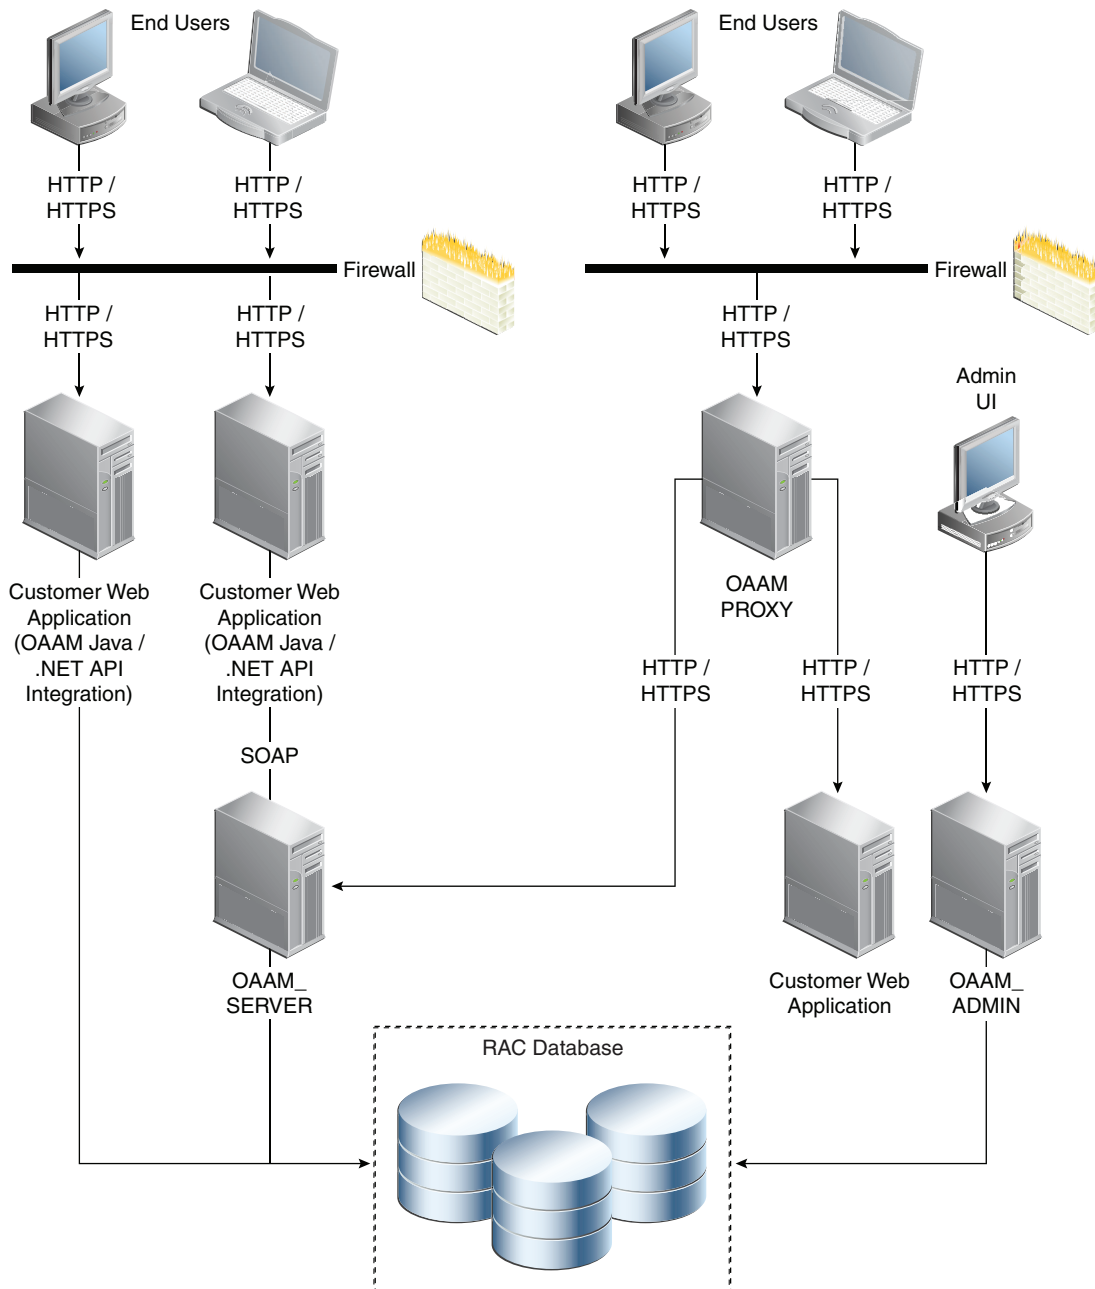 End Users
End Users
HTTP /
HTTPS
HTTP /
HTTPS
HTTP /
HTTPS
HTTP /
HTTPS
Firewall
Firewall
HTTP /
HTTPS
HTTP /
HTTPS
HTTP /
HTTPS
Admin
UI
Customer Web
Application
(OAAM Java /
.NET API
Integration)
Customer Web
Application
(OAAM Java /
.NET API
Integration)
OAAM
PROXY
HTTP /
HTTPS
HTTP /
HTTPS
HTTP /
HTTPS
SOAP
OAAM_
SERVER
Customer Web
Application
OAAM_
ADMIN
RAC Database